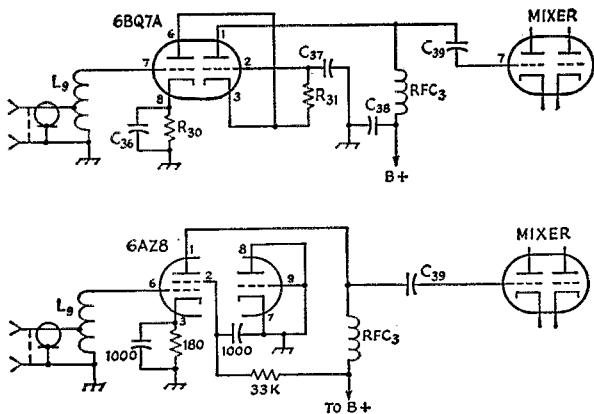 6BQ7A
MIXER
6
1
C37
C39
L9
7
2
7
8
3
R31
RFC3
C38
C36
R30
B+
6AZ8
1
8
MIXER
6
2
9
C39
L9
3
7
1000
180
1000
RFC3
33K
TO B+